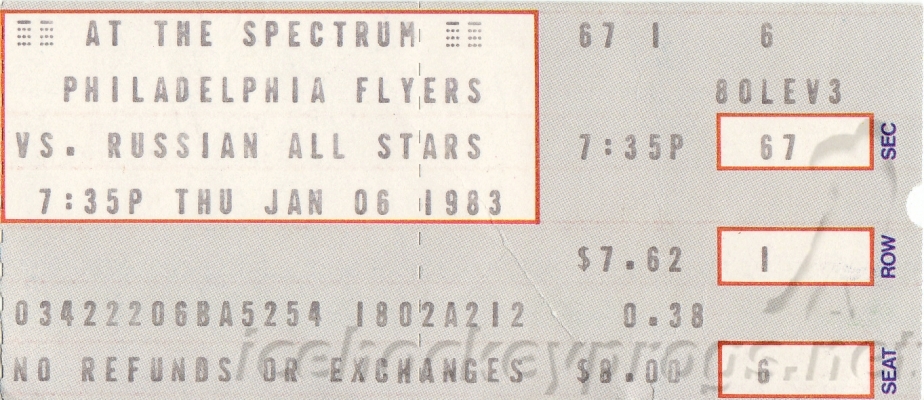 AT THE SPECTRUM 67 I 6
PHILADELPHIA FLYERS 80LEV3
VS. RUSSIAN ALL STARS 7:35P 67 SEC
7:35P THU JAN 06 1983
$7.62 I ROW
03422206BA5254 1802A212 0.38
NO REFUNDS OR EXCHANGES $8.00 6 SEAT
icehockeyprogs.net